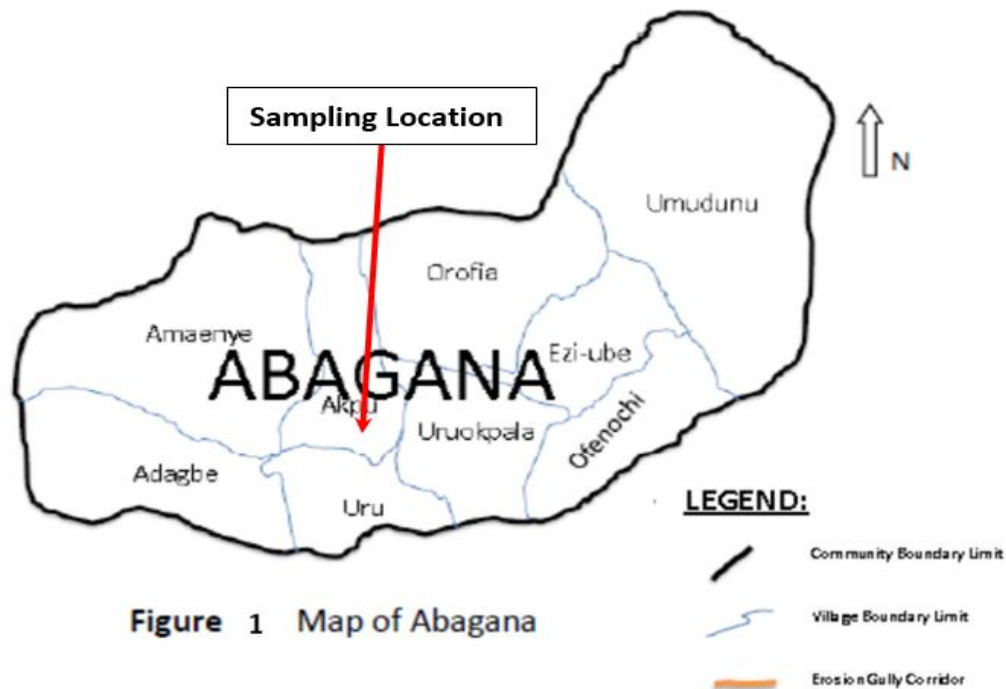 Sampling Location
N
Umudunu
Orofia
Amaenye
Ezi-ube
ABAGANA
Akpu
Uruokpala
Ofenochi
Adagbe
Uru
LEGEND:
Community Boundary Limit
Village Boundary Limit
Erosion Gully Corridor
Figure 1 Map of Abagana